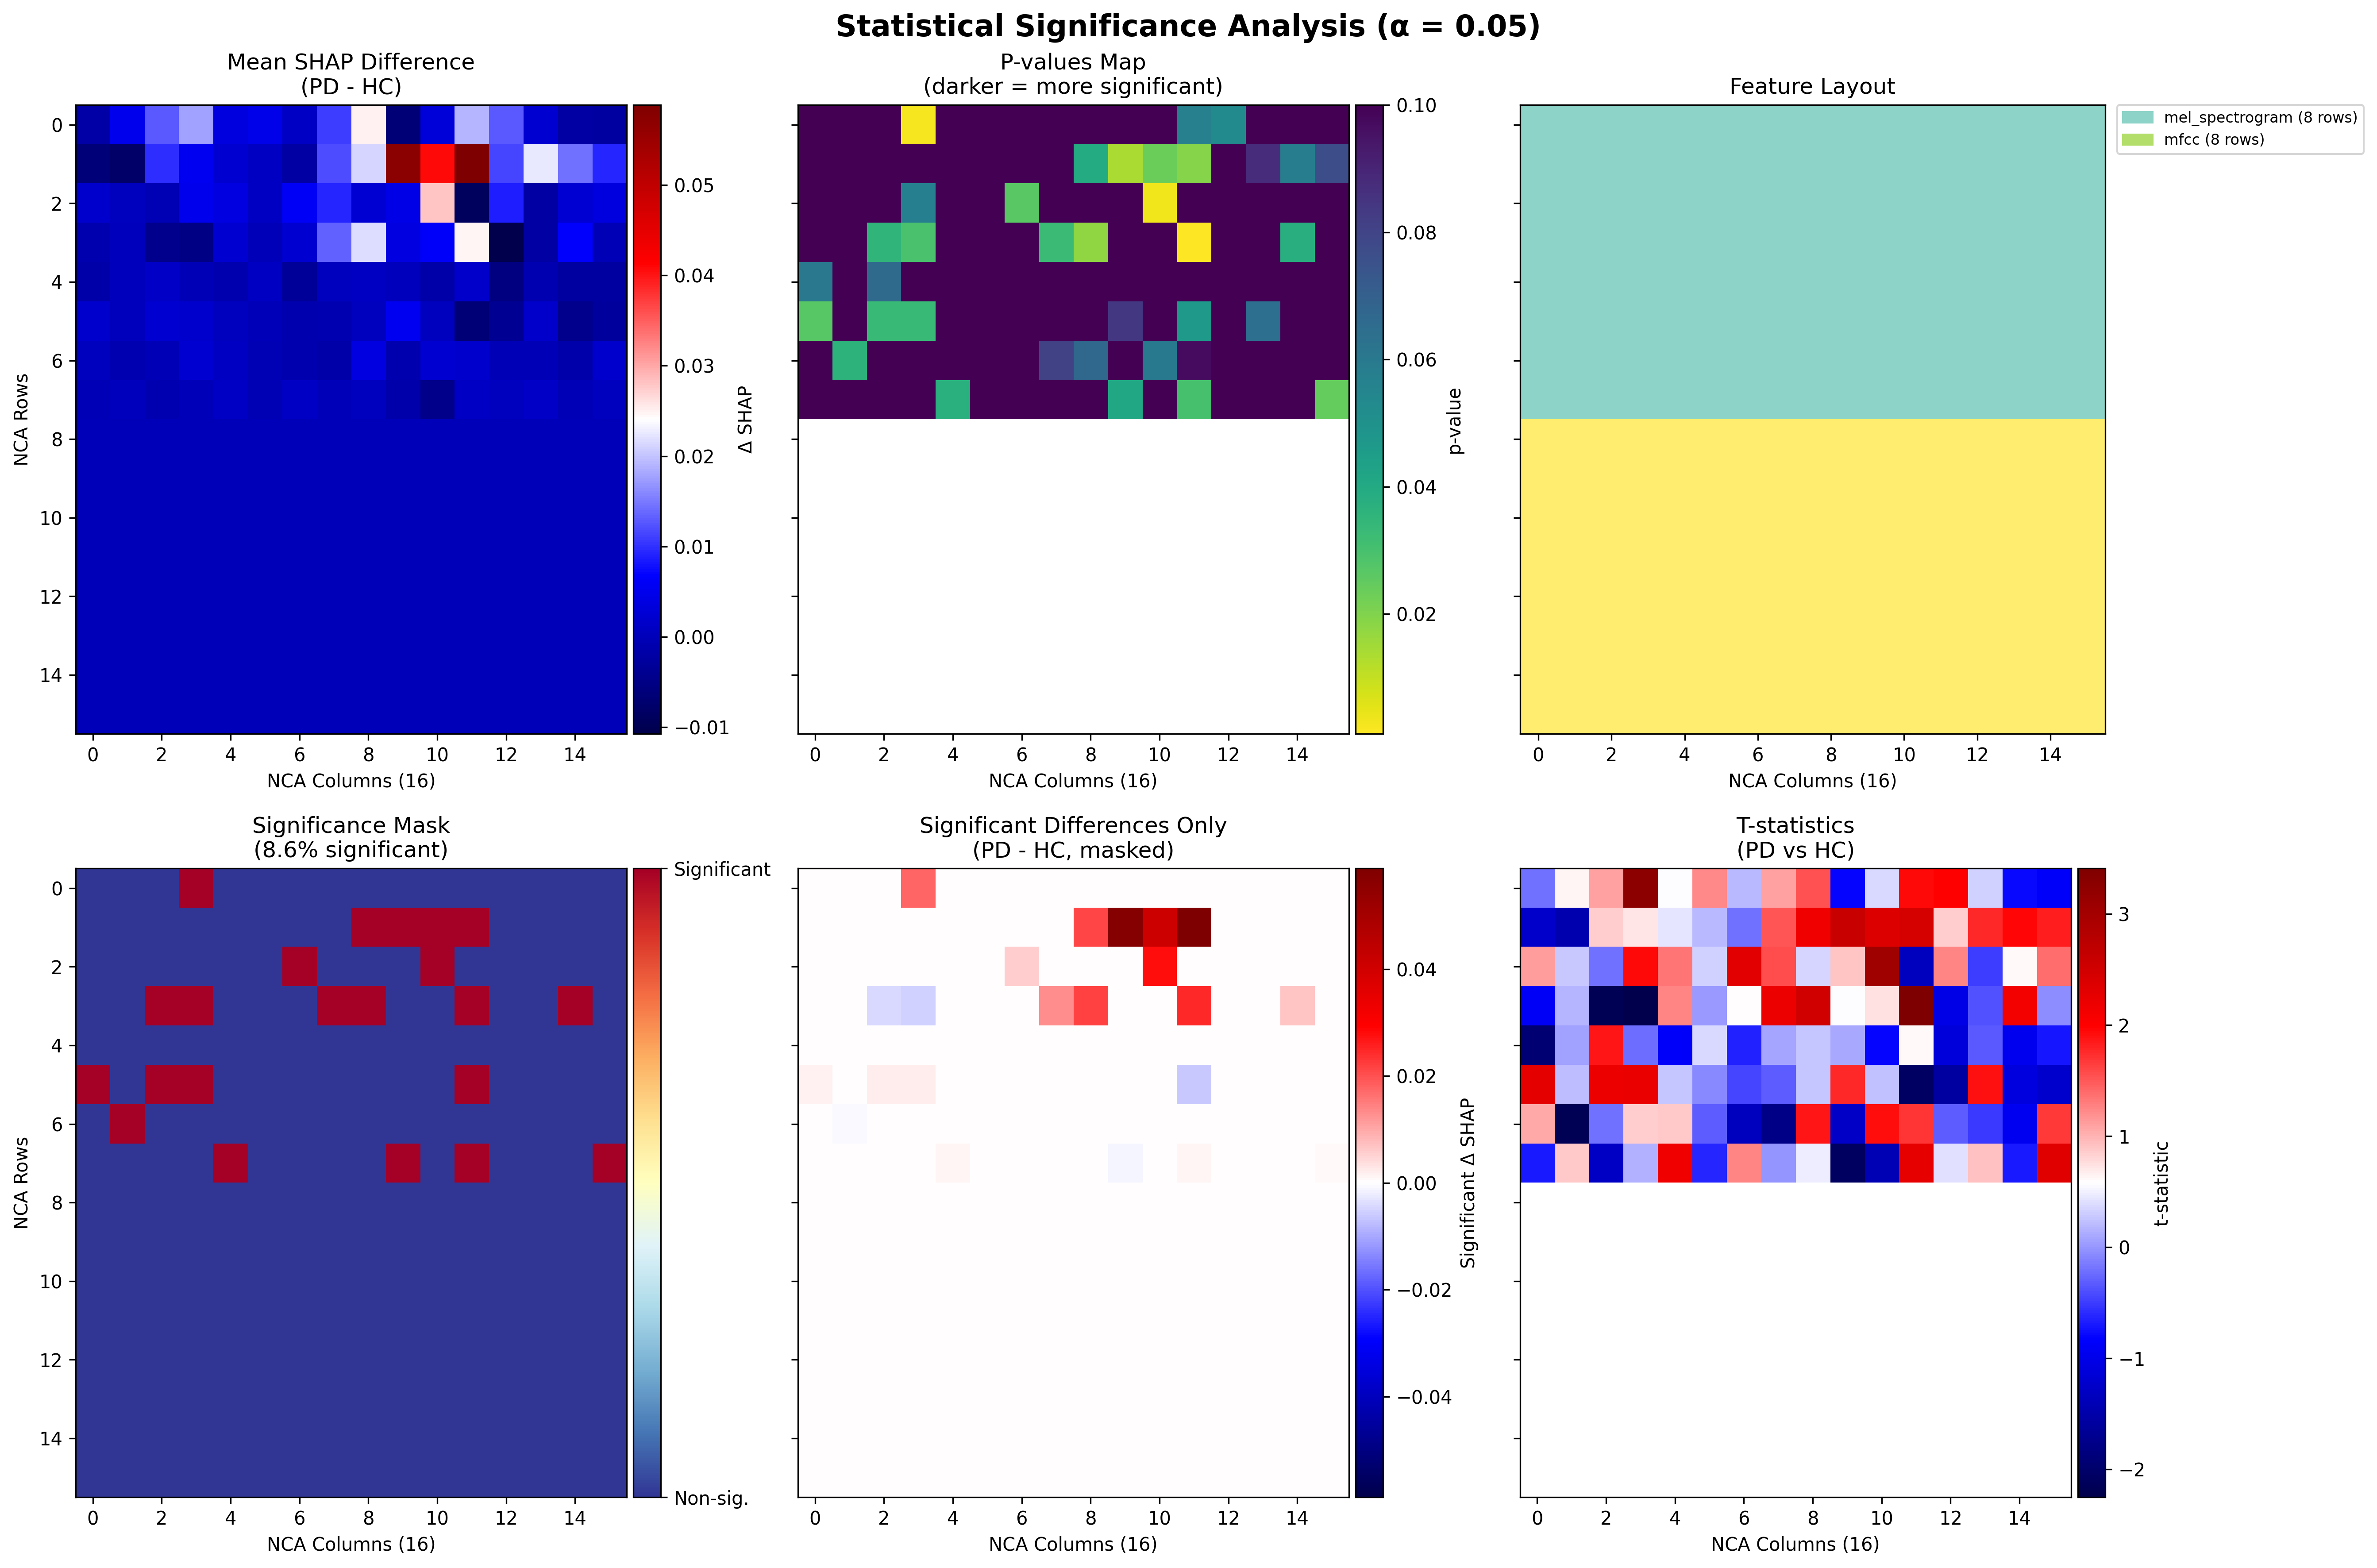 Statistical Significance Analysis (α = 0.05)
Mean SHAP Difference
(PD - HC)
0
2
4
6
8
10
12
14
NCA Rows
0 2 4 6 8 10 12 14
NCA Columns (16)
0.05
0.04
0.03
0.02
0.01
0.00
−0.01
Δ SHAP
P-values Map
(darker = more significant)
0 2 4 6 8 10 12 14
NCA Columns (16)
0.10
0.08
0.06
0.04
0.02
p-value
Feature Layout
0 2 4 6 8 10 12 14
NCA Columns (16)
mel_spectrogram (8 rows)
mfcc (8 rows)
Significance Mask
(8.6% significant)
0
2
4
6
8
10
12
14
NCA Rows
0 2 4 6 8 10 12 14
NCA Columns (16)
Significant
Non-sig.
Significant Differences Only
(PD - HC, masked)
0 2 4 6 8 10 12 14
NCA Columns (16)
0.04
0.02
0.00
−0.02
−0.04
Significant Δ SHAP
T-statistics
(PD vs HC)
0 2 4 6 8 10 12 14
NCA Columns (16)
3
2
1
0
−1
−2
t-statistic